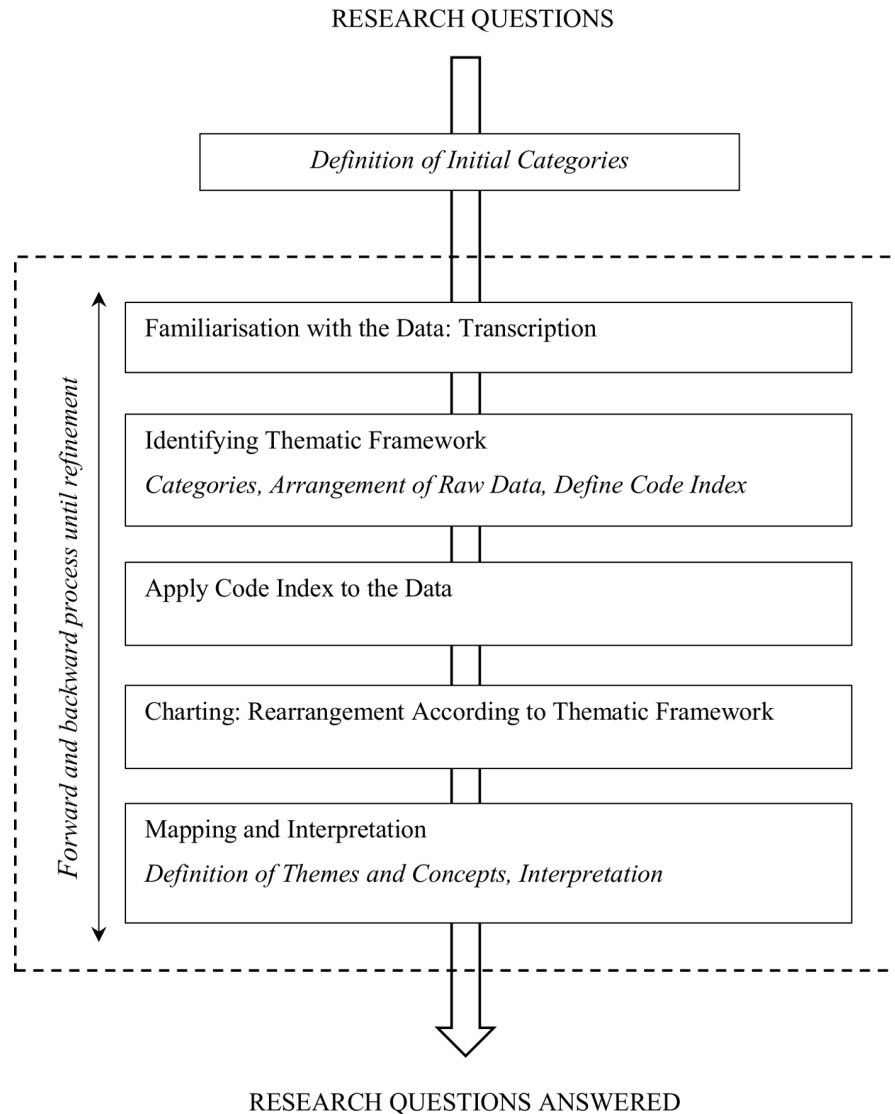 RESEARCH QUESTIONS
Definition of Initial Categories
Forward and backward process until refinement
Familiarisation with the Data: Transcription
Identifying Thematic Framework
Categories, Arrangement of Raw Data, Define Code Index
Apply Code Index to the Data
Charting: Rearrangement According to Thematic Framework
Mapping and Interpretation
Definition of Themes and Concepts, Interpretation
RESEARCH QUESTIONS ANSWERED